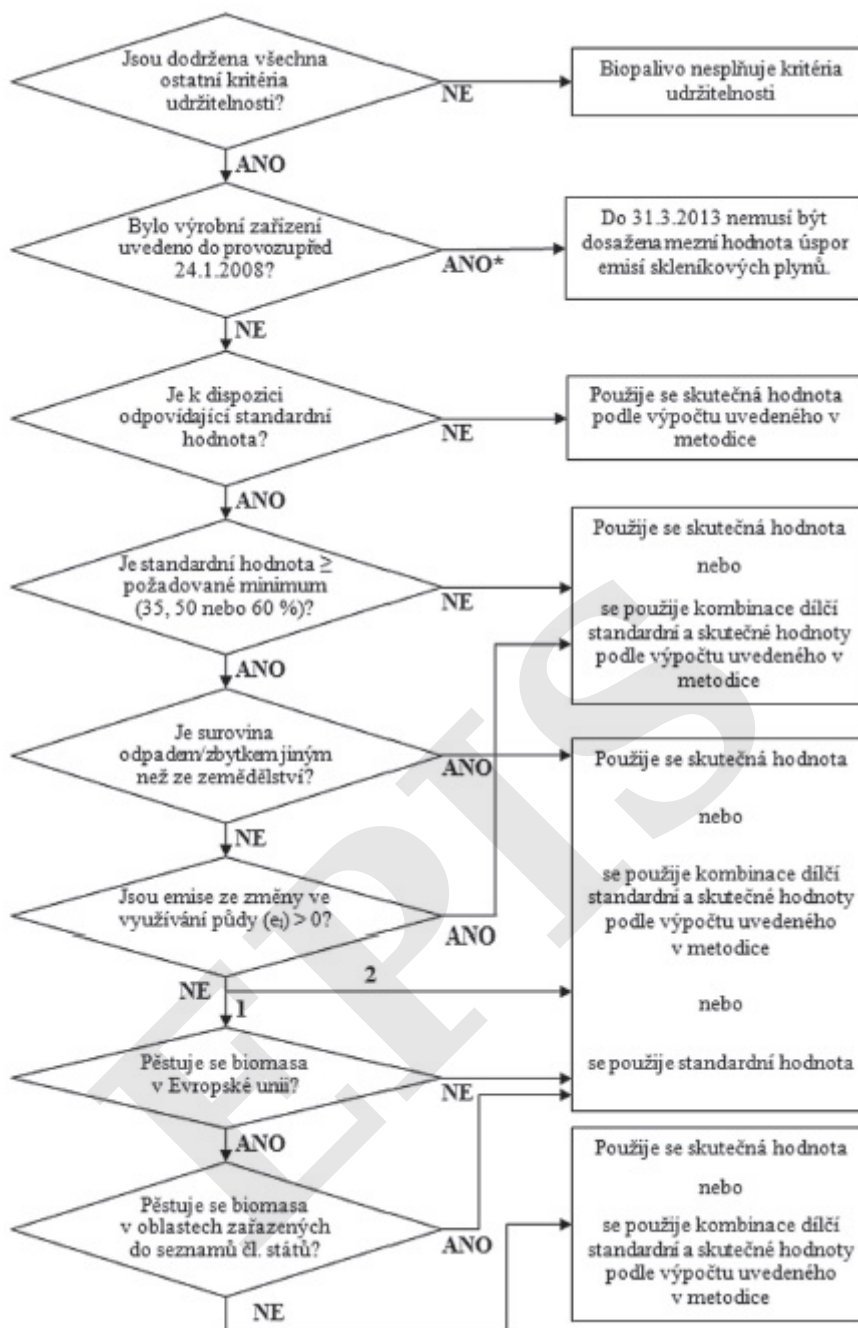 Jsou dodržena všechna
ostatní kritéria
udržitelnosti?
NE
Biopalivo nesplňuje kritéria
udržitelnosti
ANO
Bylo výrobní zařízení
uvedeno do provozupřed
24.1.2008?
ANO*
Do 31.3.2013 nemusí být
dosažena mezní hodnota úspor
emisí skleníkových plynů.
NE
Je k dispozici
odpovídající standardní
hodnota?
NE
Použije se skutečná hodnota
podle výpočtu uvedeného v
metodice
ANO
Je standardní hodnota ≥
požadované minimum
(35, 50 nebo 60 %)?
NE
Použije se skutečná hodnota
nebo
se použije kombinace dílčí
standardní a skutečné hodnoty
podle výpočtu uvedeného v
metodice
ANO
Je surovina
odpadem/zbytkem jiným
než ze zemědělství?
ANO
NE
Jsou emise ze změny ve
využívání půdy (eₗ) > 0?
ANO
Použije se skutečná hodnota
nebo
se použije kombinace dílčí
standardní a skutečné hodnoty
podle výpočtu uvedeného
v metodice
nebo
se použije standardní hodnota
NE
2
1
Pěstuje se biomasa
v Evropské unii?
NE
ANO
Pěstuje se biomasa
v oblastech zařazených
do seznamů čl. států?
ANO
NE
Použije se skutečná hodnota
nebo
se použije kombinace dílčí
standardní a skutečné hodnoty
podle výpočtu uvedeného
v metodice
EPIS